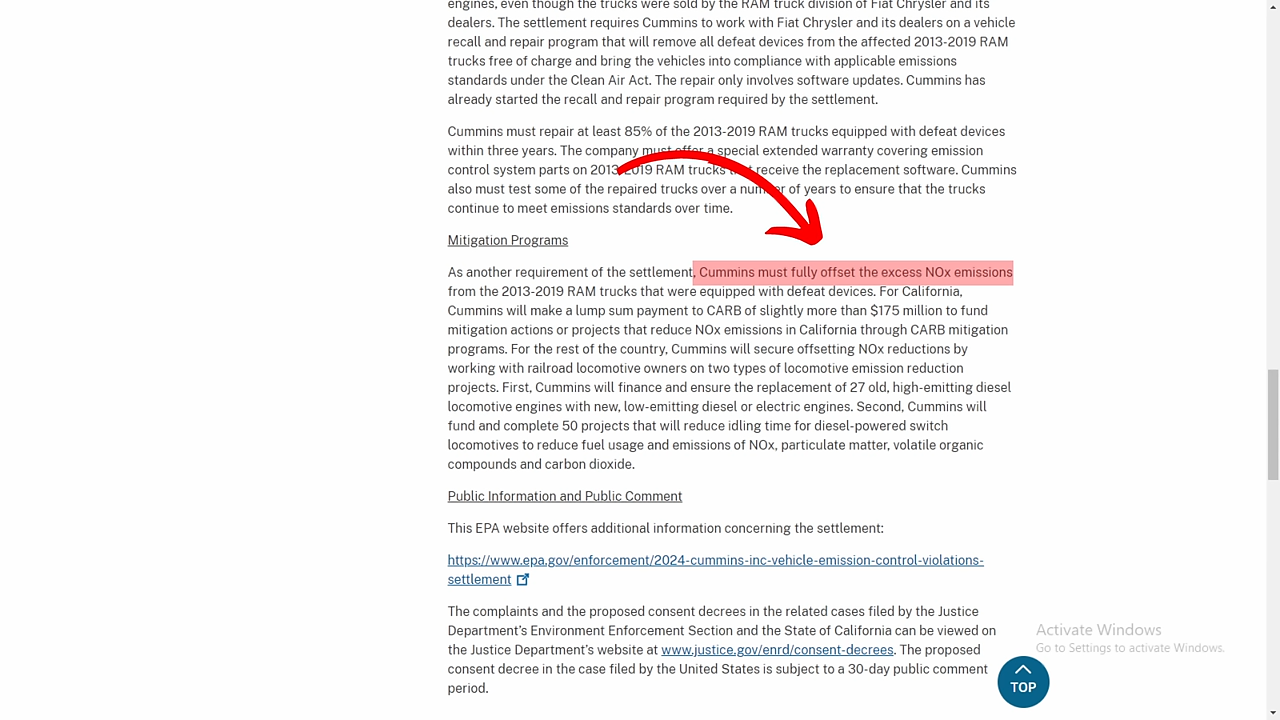 engines, even though the trucks were sold by the RAM truck division of Fiat Chrysler and its
dealers. The settlement requires Cummins to work with Fiat Chrysler and its dealers on a vehicle
recall and repair program that will remove all defeat devices from the affected 2013-2019 RAM
trucks free of charge and bring the vehicles into compliance with applicable emissions
standards under the Clean Air Act. The repair only involves software updates. Cummins has
already started the recall and repair program required by the settlement.
Cummins must repair at least 85% of the 2013-2019 RAM trucks equipped with defeat devices
within three years. The company must offer a special extended warranty covering emission
control system parts on 2013-2019 RAM trucks that receive the replacement software. Cummins
also must test some of the repaired trucks over a number of years to ensure that the trucks
continue to meet emissions standards over time.
Mitigation Programs
As another requirement of the settlement, Cummins must fully offset the excess NOx emissions
from the 2013-2019 RAM trucks that were equipped with defeat devices. For California,
Cummins will make a lump sum payment to CARB of slightly more than $175 million to fund
mitigation actions or projects that reduce NOx emissions in California through CARB mitigation
programs. For the rest of the country, Cummins will secure offsetting NOx reductions by
working with railroad locomotive owners on two types of locomotive emission reduction
projects. First, Cummins will finance and ensure the replacement of 27 old, high-emitting diesel
locomotive engines with new, low-emitting diesel or electric engines. Second, Cummins will
fund and complete 50 projects that will reduce idling time for diesel-powered switch
locomotives to reduce fuel usage and emissions of NOx, particulate matter, volatile organic
compounds and carbon dioxide.
Public Information and Public Comment
This EPA website offers additional information concerning the settlement:
https://www.epa.gov/enforcement/2024-cummins-inc-vehicle-emission-control-violations-
settlement
The complaints and the proposed consent decrees in the related cases filed by the Justice
Department's Environment Enforcement Section and the State of California can be viewed on
the Justice Department's website at www.justice.gov/enrd/consent-decrees. The proposed
consent decree in the case filed by the United States is subject to a 30-day public comment
period.
Activate Windows
Go to Settings to activate Windows.
TOP